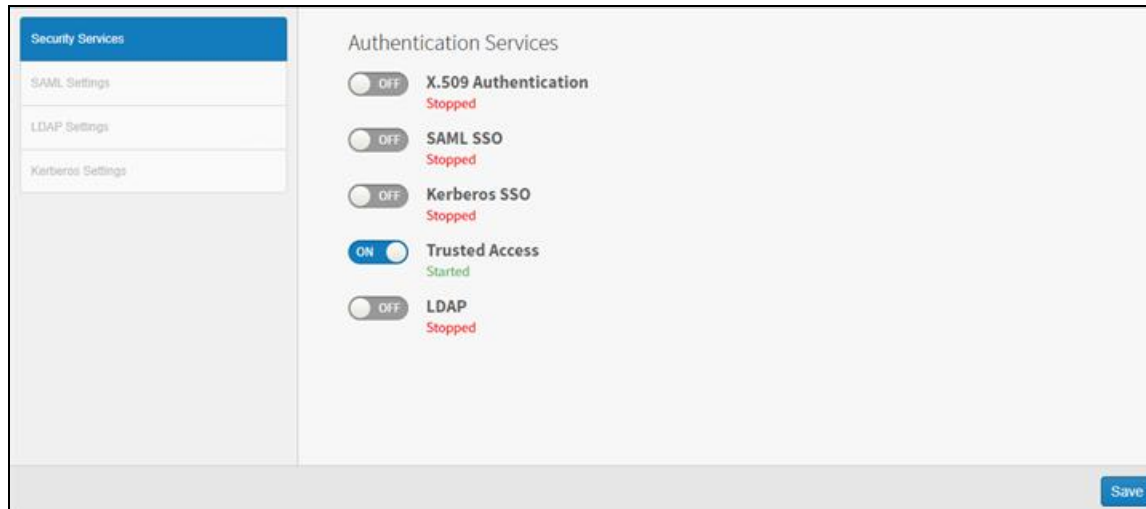 Security Services
SAML Settings
LDAP Settings
Kerberos Settings
Authentication Services
OFF X.509 Authentication
Stopped
OFF SAML SSO
Stopped
OFF Kerberos SSO
Stopped
ON Trusted Access
Started
OFF LDAP
Stopped
Save